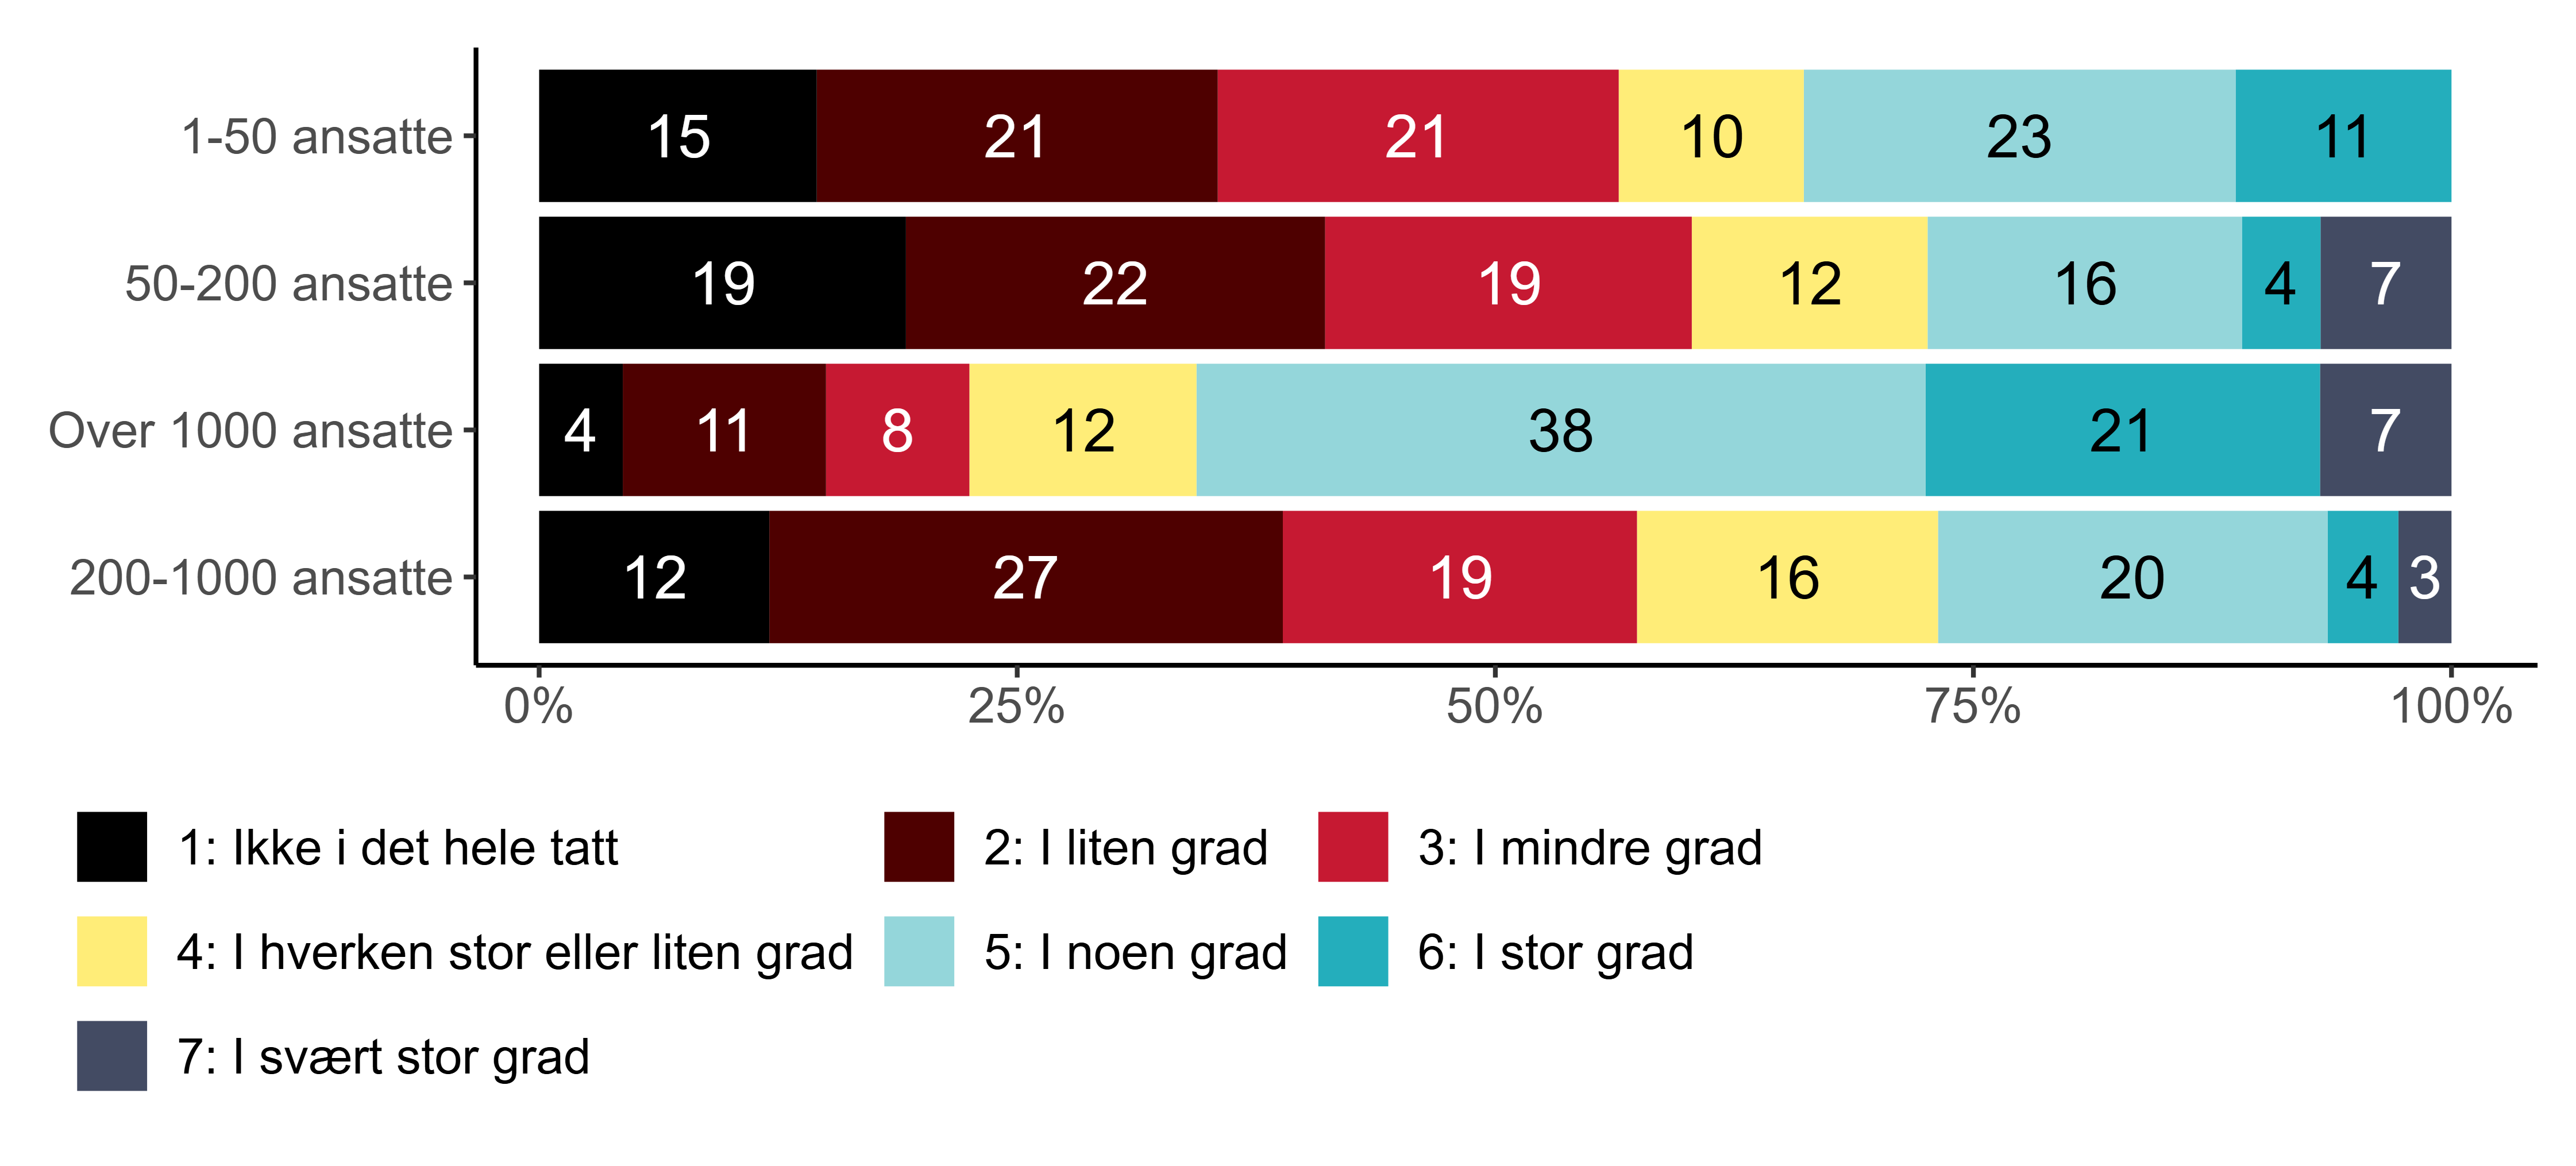 1-50 ansatte 15 21 21 10 23 11
50-200 ansatte 19 22 19 12 16 4 7
Over 1000 ansatte 4 11 8 12 38 21 7
200-1000 ansatte 12 27 19 16 20 4 3
0% 25% 50% 75% 100%
1: Ikke i det hele tatt 2: I liten grad 3: I mindre grad
4: I hverken stor eller liten grad 5: I noen grad 6: I stor grad
7: I svært stor grad